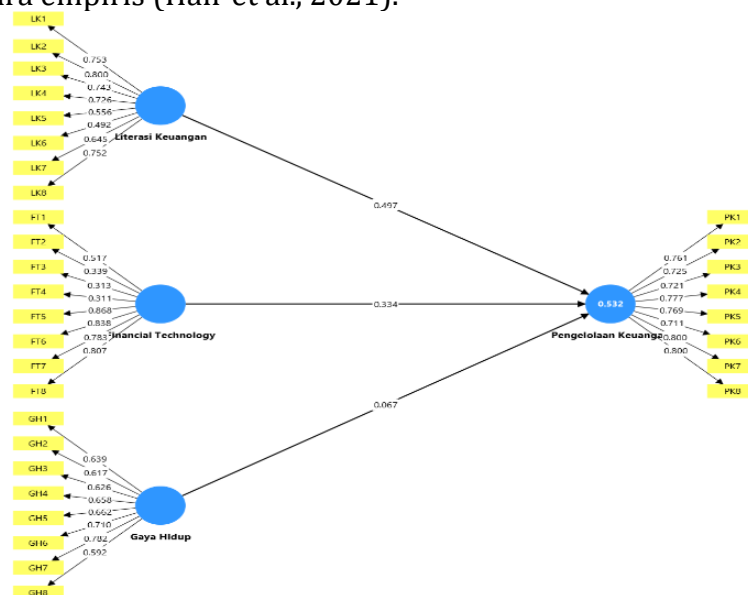 ra empiris (Hair et al., 2021).
LK1
LK2
LK3
LK4
LK5
LK6
LK7
LK8
0.753
0.800
0.743
0.726
0.556
0.492
0.645
0.752
Literasi Keuangan
0.497
FT1
FT2
FT3
FT4
FT5
FT6
FT7
FT8
0.517
0.339
0.313
0.311
0.868
0.838
0.783
0.807
Financial Technology
0.334
GH1
GH2
GH3
GH4
GH5
GH6
GH7
GH8
0.639
0.617
0.626
0.658
0.662
0.710
0.782
0.592
Gaya Hidup
0.067
0.532
Pengelolaan Keuanga
0.761
0.725
0.721
0.777
0.769
0.711
0.800
0.800
PK1
PK2
PK3
PK4
PK5
PK6
PK7
PK8